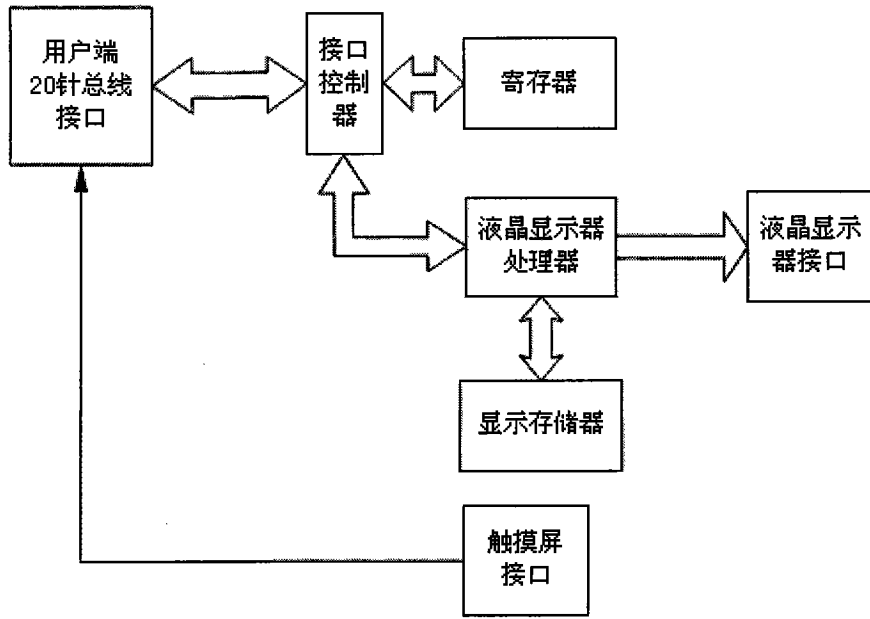 用户端
20针总线
接口
接口
控制
器
寄存器
液晶显示器
处理器
液晶显示
器接口
显示存储器
触摸屏
接口